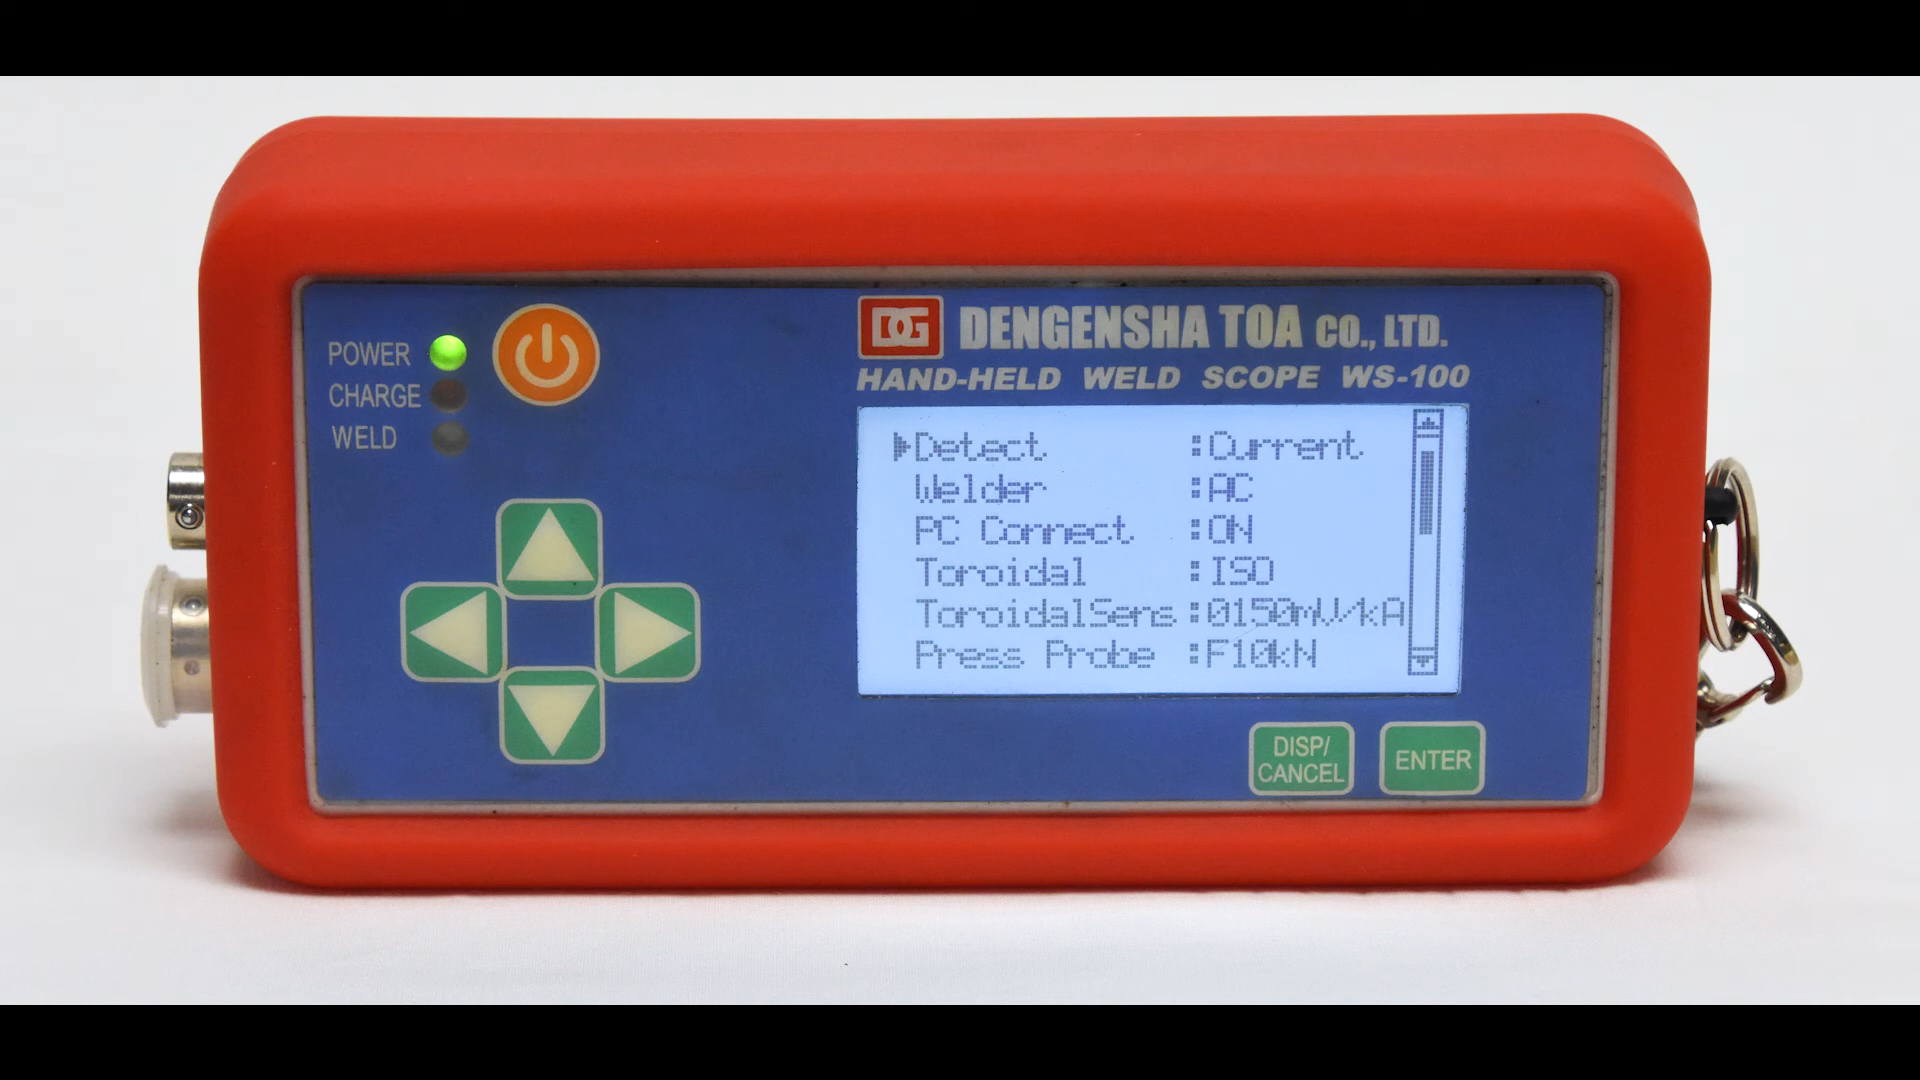 POWER
CHARGE
WELD
DG DENGENSHA TOA CO., LTD.
HAND-HELD WELD SCOPE WS-100
Detect :Current
Welder :AC
PC Connect :ON
Toroidal :ISO
ToroidalSens :0150mV/kA
Press Probe :F10kN
DISP/
CANCEL
ENTER